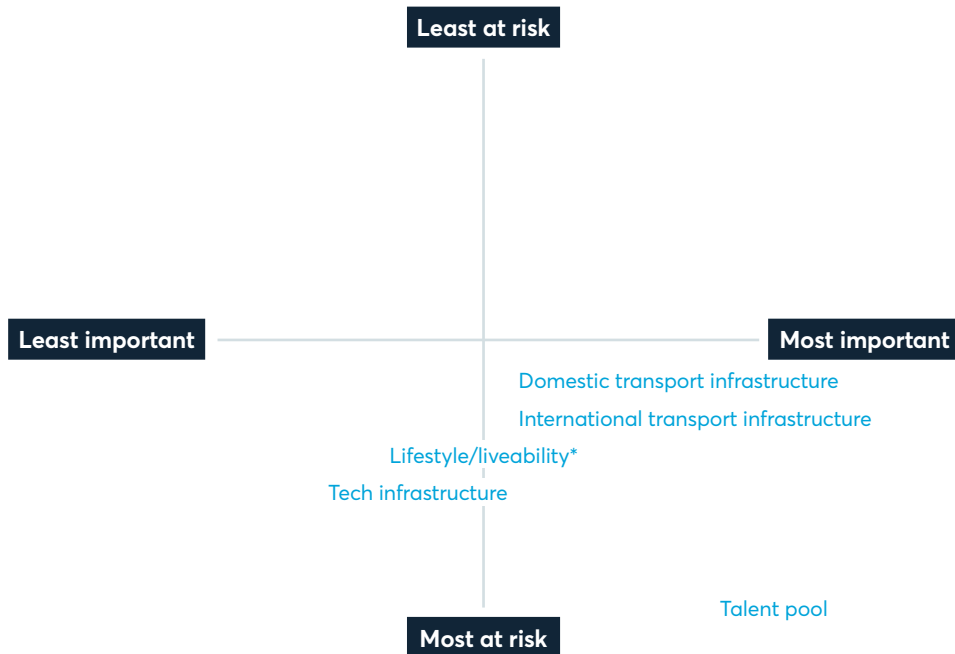 Least at risk
Least important
Most important
Domestic transport infrastructure
International transport infrastructure
Lifestyle/liveability*
Tech infrastructure
Talent pool
Most at risk